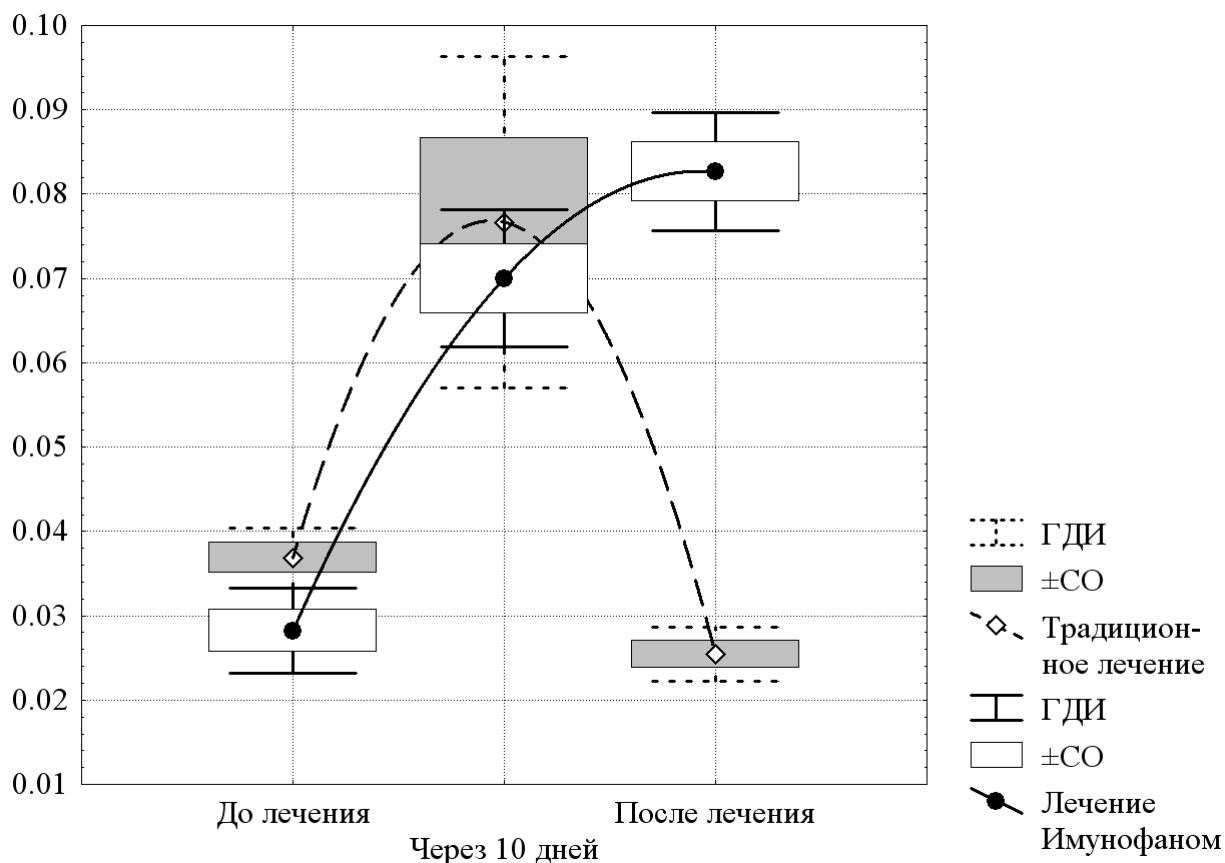 0.10
0.09
0.08
0.07
0.06
0.05
0.04
0.03
0.02
0.01
До лечения
Через 10 дней
После лечения
ГДИ
±СО
Традицион-
ное лечение
ГДИ
±СО
Лечение
Имунофаном